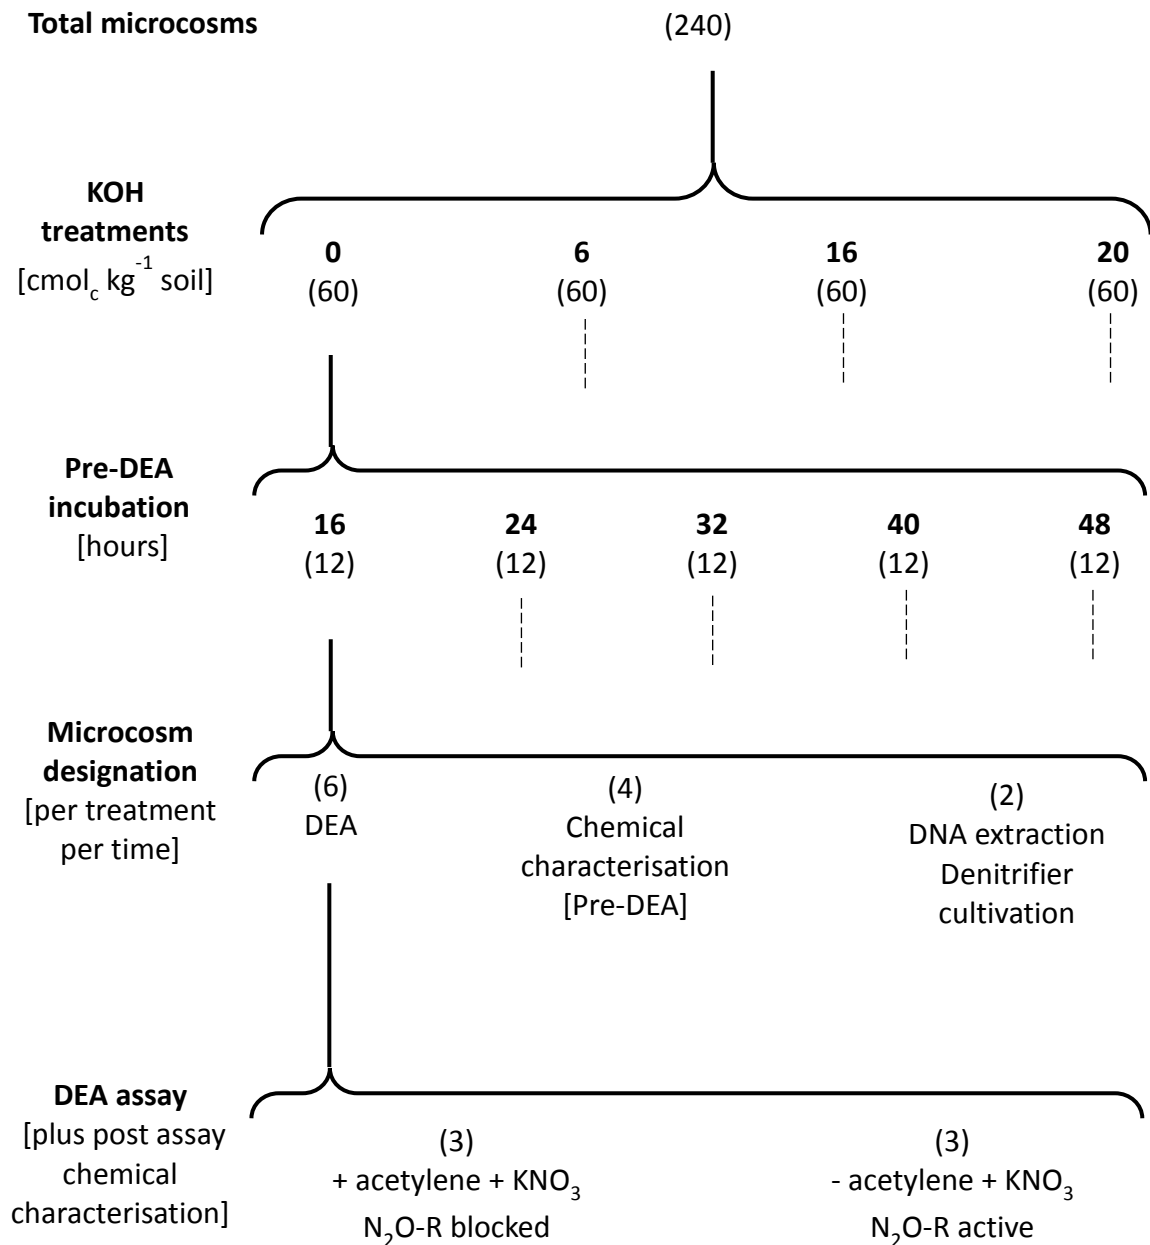 Total microcosms
(240)
KOH
treatments
[cmol_c kg^-1 soil]
0 6 16 20
(60) (60) (60) (60)
Pre-DEA
incubation
[hours]
16 24 32 40 48
(12) (12) (12) (12) (12)
Microcosm
designation
[per treatment
per time]
(6)
DEA
(4)
Chemical
characterisation
[Pre-DEA]
(2)
DNA extraction
Denitrifier
cultivation
DEA assay
[plus post assay
chemical
characterisation]
(3)
+ acetylene + KNO₃
N₂O-R blocked
(3)
- acetylene + KNO₃
N₂O-R active